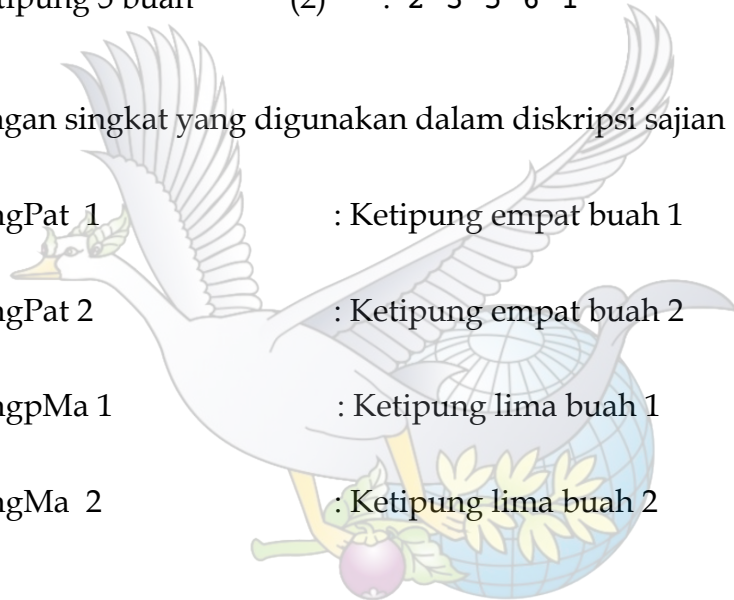 tipung 5 buah (2) : 2 3 5 6 1
ngan singkat yang digunakan dalam diskripsi sajian
ngPat 1 : Ketipung empat buah 1
ngPat 2 : Ketipung empat buah 2
ngpMa 1 : Ketipung lima buah 1
ngMa 2 : Ketipung lima buah 2